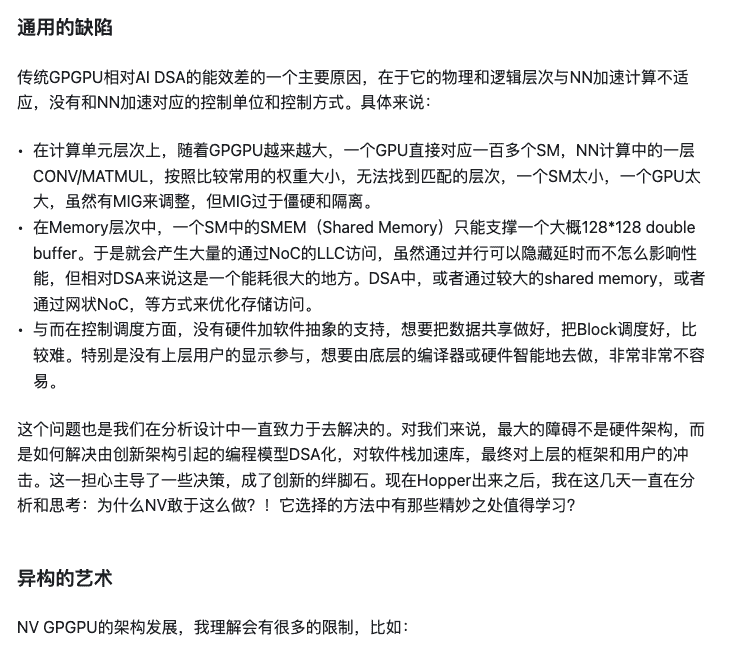 通用的缺陷
传统GPGPU相对AI DSA的能效差的一个主要原因，在于它的物理和逻辑层次与NN加速计算不适
应，没有和NN加速对应的控制单位和控制方式。具体来说：
• 在计算单元层次上，随着GPGPU越来越大，一个GPU直接对应一百多个SM，NN计算中的一层
CONV/MATMUL，按照比较常用的权重大小，无法找到匹配的层次，一个SM太小，一个GPU太
大，虽然有MIG来调整，但MIG过于僵硬和隔离。
• 在Memory层次中，一个SM中的SMEM（Shared Memory）只能支撑一个大概128*128 double
buffer。于是就会产生大量的通过NoC的LLC访问，虽然通过并行可以隐藏延时而不怎么影响性
能，但相对DSA来说这是一个能耗很大的地方。DSA中，或者通过较大的shared memory，或者
通过网状NoC，等方式来优化存储访问。
• 与而在控制调度方面，没有硬件加软件抽象的支持，想要把数据共享做好，把Block调度好，比
较难。特别是没有上层用户的显示参与，想要由底层的编译器或硬件智能地去做，非常非常不容
易。
这个问题也是我们在分析设计中一直致力于去解决的。对我们来说，最大的障碍不是硬件架构，而
是如何解决由创新架构引起的编程模型DSA化，对软件栈加速库，最终对上层的框架和用户的冲
击。这一担心主导了一些决策，成了创新的绊脚石。现在Hopper出来之后，我在这几天一直在分
析和思考：为什么NV敢于这么做？！它选择的方法中有那些精妙之处值得学习？
异构的艺术
NV GPGPU的架构发展，我理解会有很多的限制，比如：